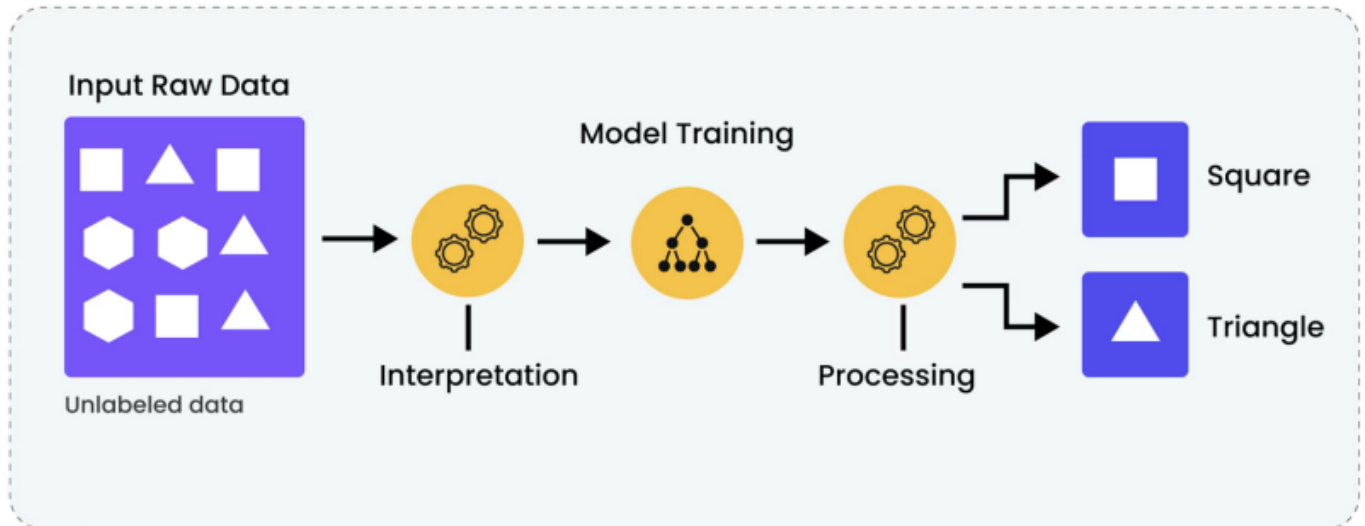 Input Raw Data
Model Training
Square
Triangle
Interpretation
Processing
Unlabeled data